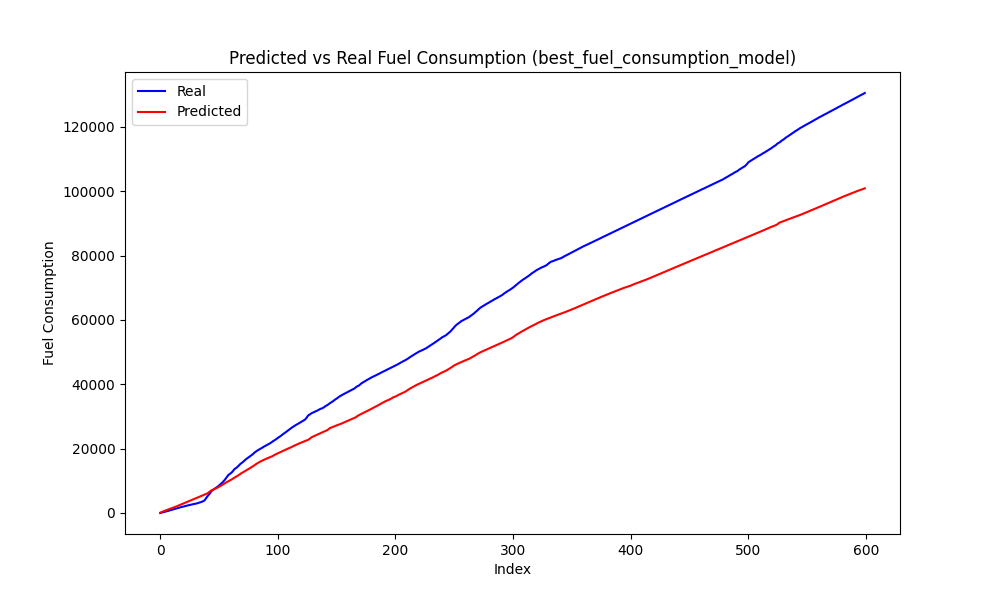 Predicted vs Real Fuel Consumption (best_fuel_consumption_model)
Real
Predicted
120000
100000
80000
60000
40000
20000
0
Fuel Consumption
0 100 200 300 400 500 600
Index